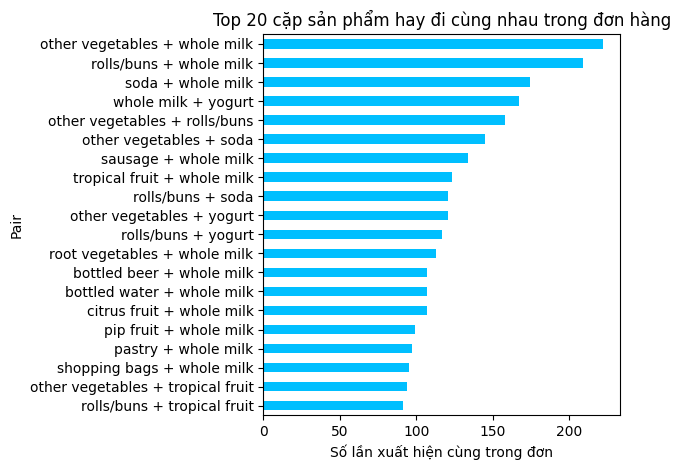 Top 20 cặp sản phẩm hay đi cùng nhau trong đơn hàng
other vegetables + whole milk
rolls/buns + whole milk
soda + whole milk
whole milk + yogurt
other vegetables + rolls/buns
other vegetables + soda
sausage + whole milk
tropical fruit + whole milk
rolls/buns + soda
other vegetables + yogurt
rolls/buns + yogurt
root vegetables + whole milk
bottled beer + whole milk
bottled water + whole milk
citrus fruit + whole milk
pip fruit + whole milk
pastry + whole milk
shopping bags + whole milk
other vegetables + tropical fruit
rolls/buns + tropical fruit
Pair
0 50 100 150 200
Số lần xuất hiện cùng trong đơn